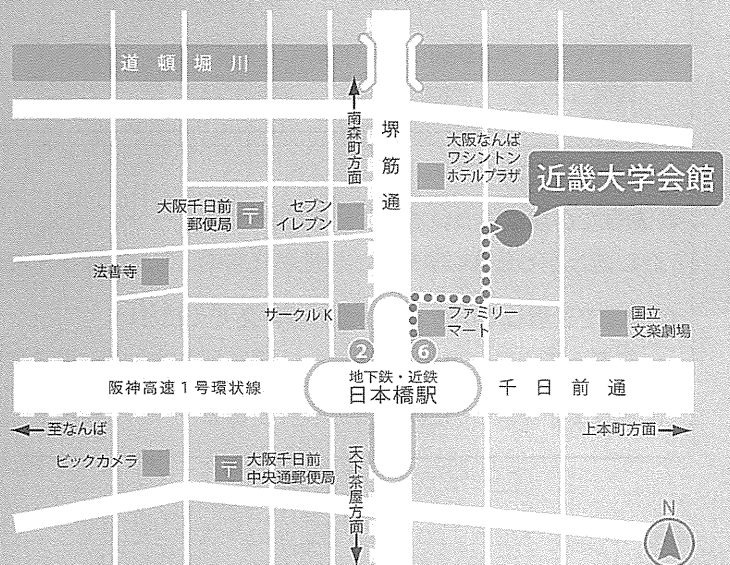 道頓堀川
南森町方面
堺筋通
大阪なんば
ワシントン
ホテルプラザ
近畿大学会館
大阪千日前
郵便局
セブン
イレブン
法善寺
サークルK
ファミリー
マート
国立
文楽劇場
2
6
阪神高速1号環状線
地下鉄・近鉄
日本橋駅
千日前通
至なんば
上本町方面
ビックカメラ
大阪千日前
中央通郵便局
天下茶屋方面
N